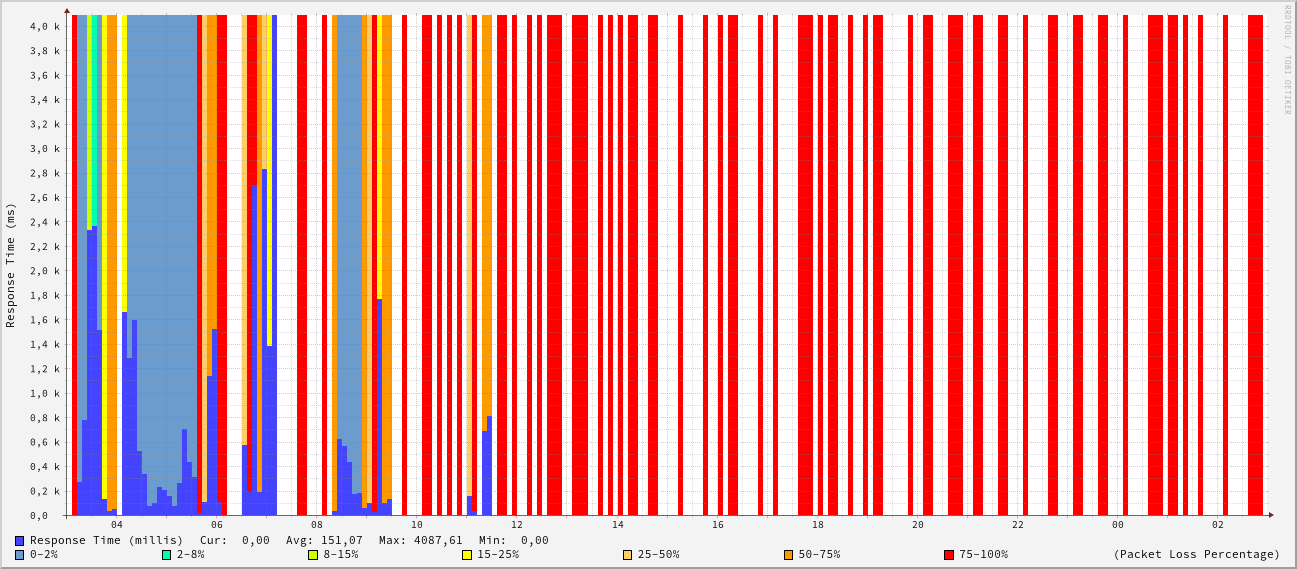 RRDTOOL / TOBI OETIKER
Response Time (ms)
4,0 k
3,8 k
3,6 k
3,4 k
3,2 k
3,0 k
2,8 k
2,6 k
2,4 k
2,2 k
2,0 k
1,8 k
1,6 k
1,4 k
1,2 k
1,0 k
0,8 k
0,6 k
0,4 k
0,2 k
0,0
04 06 08 10 12 14 16 18 20 22 00 02
Response Time (millis) Cur: 0,00 Avg: 151,07 Max: 4087,61 Min: 0,00
0-2% 2-8% 8-15% 15-25% 25-50% 50-75% 75-100% (Packet Loss Percentage)